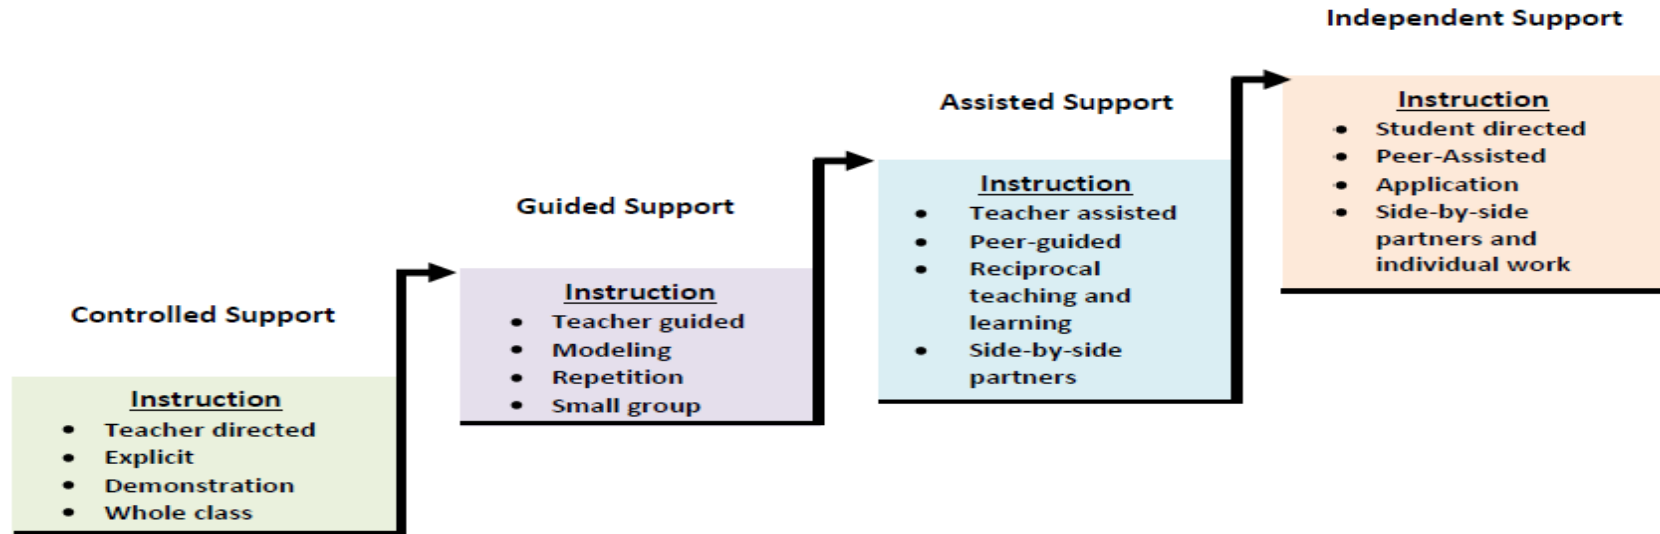 Controlled Support
Instruction
• Teacher directed
• Explicit
• Demonstration
• Whole class
Guided Support
Instruction
• Teacher guided
• Modeling
• Repetition
• Small group
Assisted Support
Instruction
• Teacher assisted
• Peer-guided
• Reciprocal
teaching and
learning
• Side-by-side
partners
Independent Support
Instruction
• Student directed
• Peer-Assisted
• Application
• Side-by-side
partners and
individual work